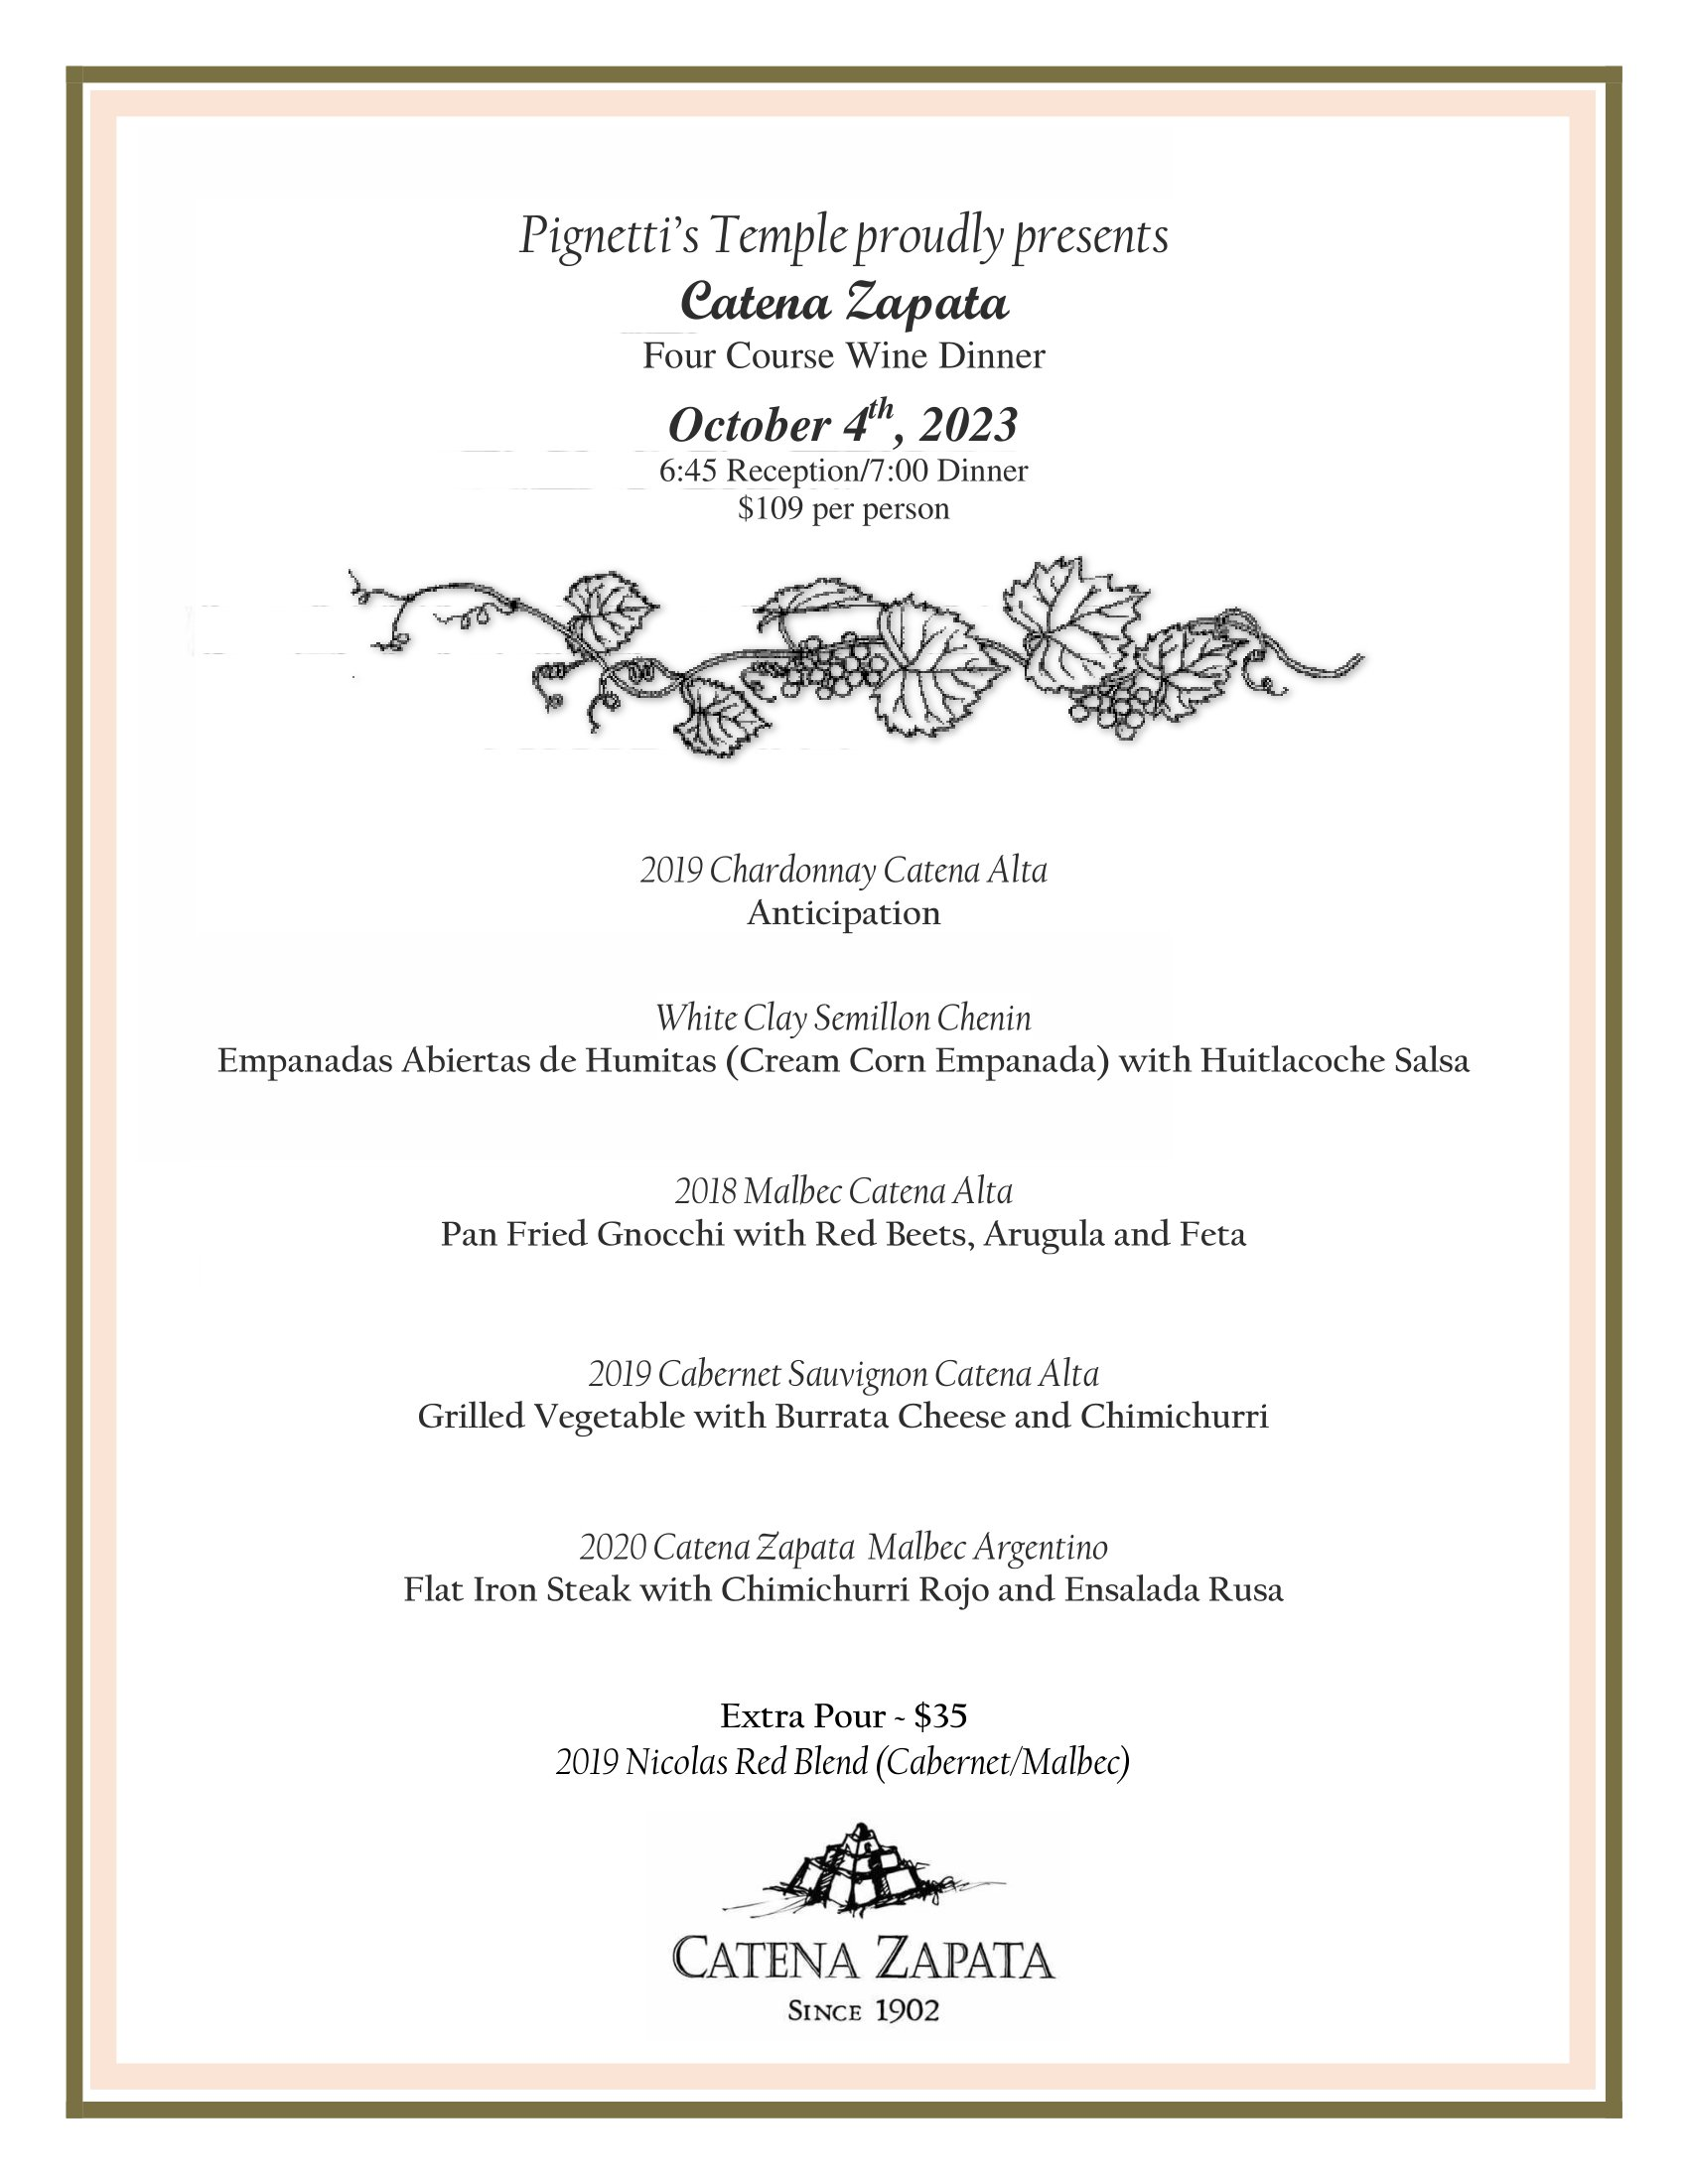 Pignetti's Temple proudly presents
Catena Zapata
Four Course Wine Dinner
October 4th, 2023
6:45 Reception/7:00 Dinner
$109 per person
2019 Chardonnay Catena Alta
Anticipation
White Clay Semillon Chenin
Empanadas Abiertas de Humitas (Cream Corn Empanada) with Huitlacoche Salsa
2018 Malbec Catena Alta
Pan Fried Gnocchi with Red Beets, Arugula and Feta
2019 Cabernet Sauvignon Catena Alta
Grilled Vegetable with Burrata Cheese and Chimichurri
2020 Catena Zapata  Malbec Argentino
Flat Iron Steak with Chimichurri Rojo and Ensalada Rusa
Extra Pour ~ $35
2019 Nicolas Red Blend (Cabernet/Malbec)
CATENA ZAPATA
SINCE 1902